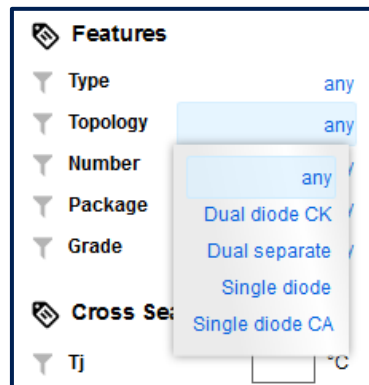 Features
Type any
Topology any
Number
Package
Grade
any
Dual diode CK
Dual separate
Single diode
Single diode CA
Cross Sea
Tj °C